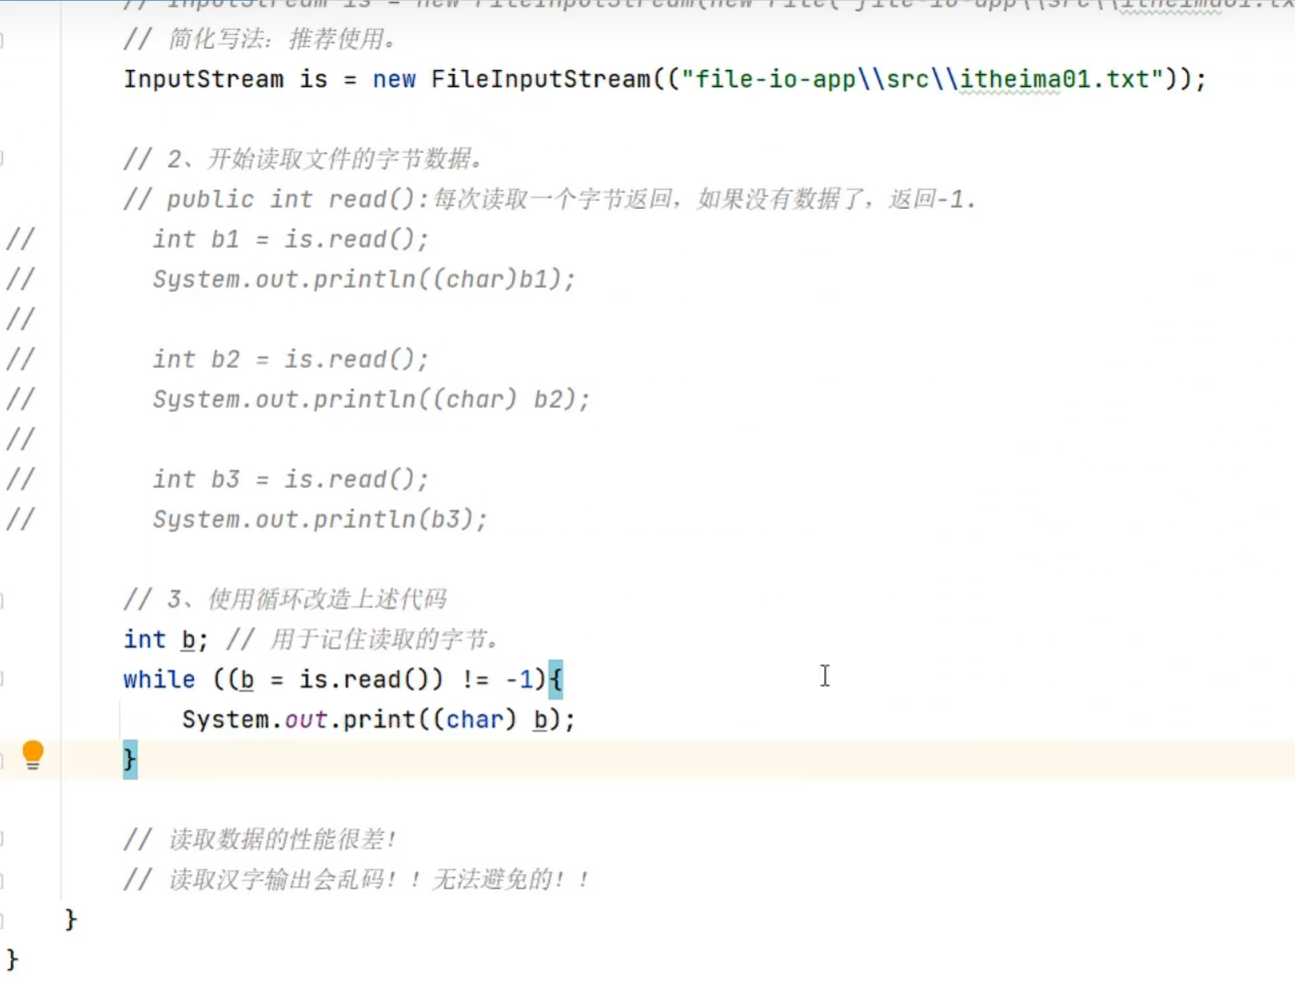 // InputStream is = new FileInputStream(new File("file-io-app\\src\\itheima01.tx
// 简化写法：推荐使用。
InputStream is = new FileInputStream(("file-io-app\\src\\itheima01.txt"));
// 2、开始读取文件的字节数据。
// public int read():每次读取一个字节返回，如果没有数据了，返回-1.
// int b1 = is.read();
// System.out.println((char)b1);
//
// int b2 = is.read();
// System.out.println((char) b2);
//
// int b3 = is.read();
// System.out.println(b3);
// 3、使用循环改造上述代码
int b; // 用于记住读取的字节。
while ((b = is.read()) != -1){
System.out.print((char) b);
}
// 读取数据的性能很差！
// 读取汉字输出会乱码！！无法避免的！！
}
}